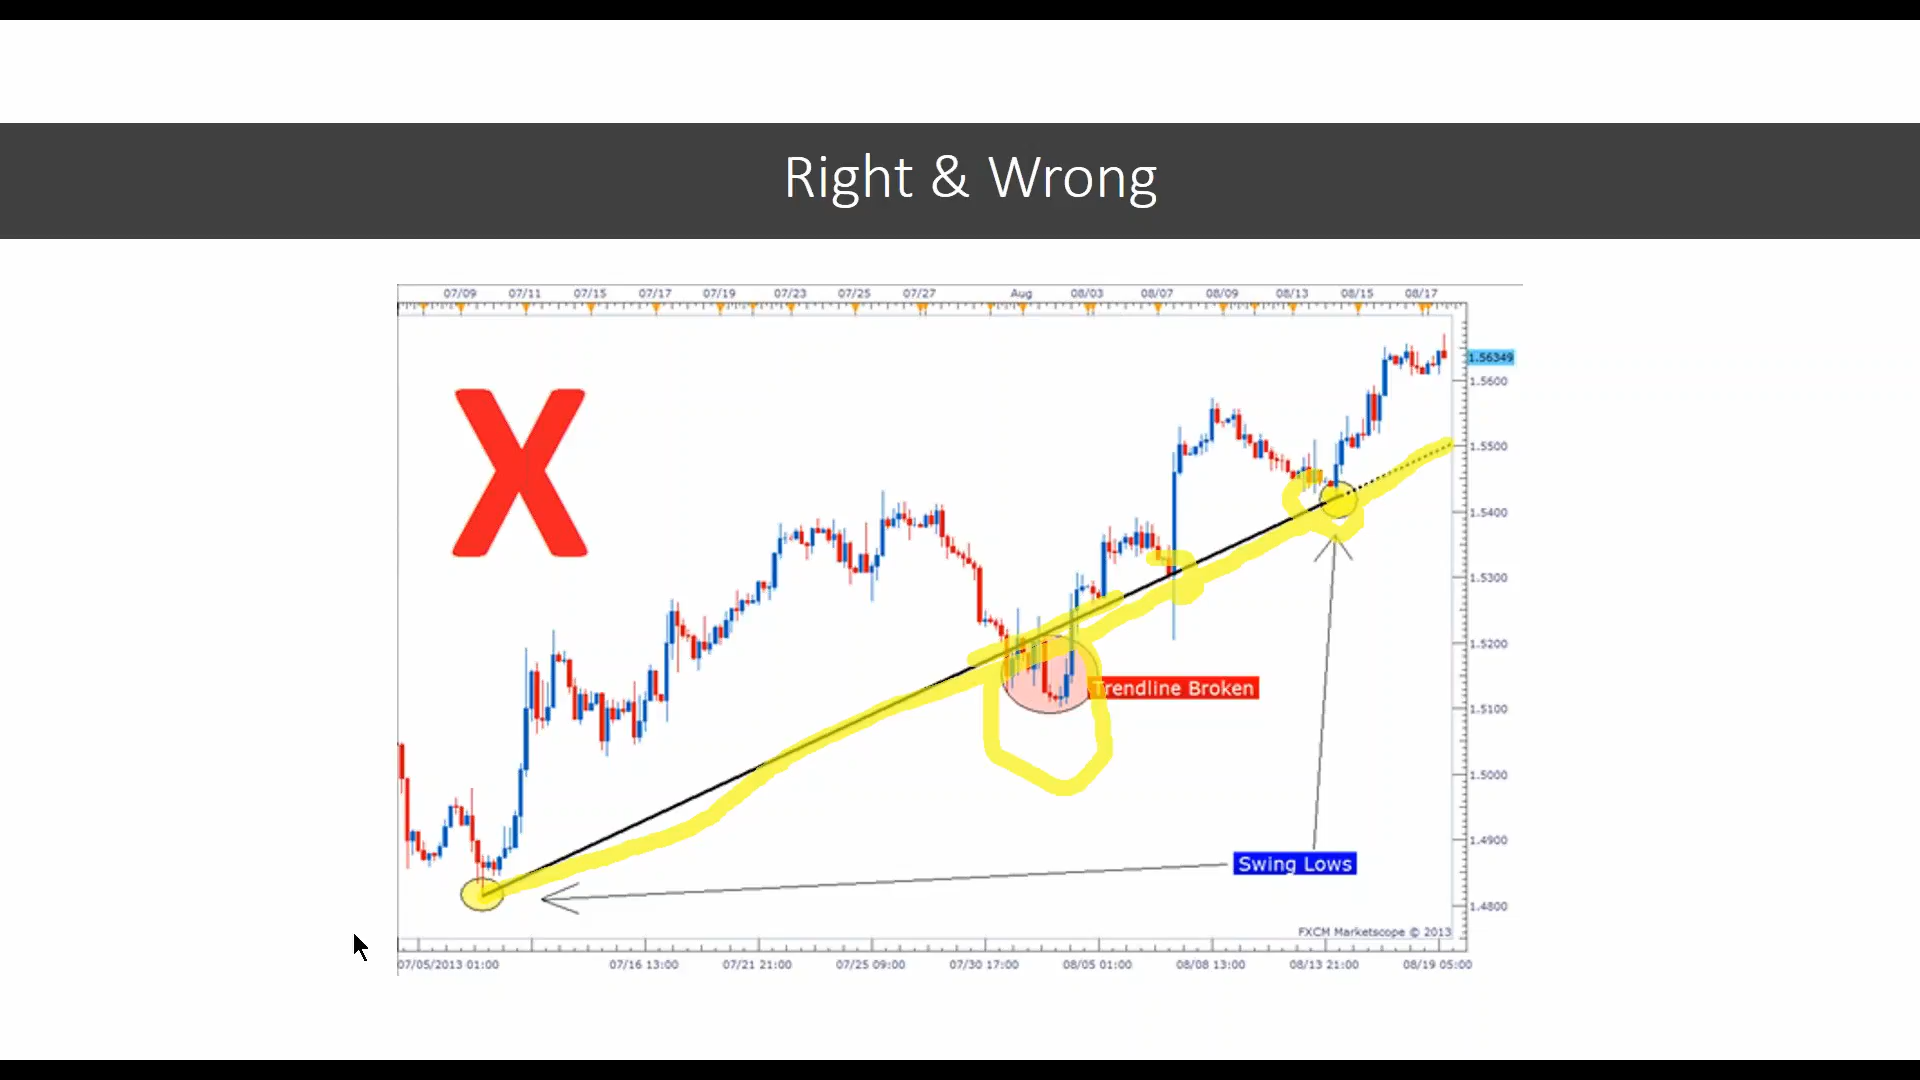 Right & Wrong
07/09 07/11 07/15 07/17 07/19 07/23 07/25 07/27 Aug 08/03 08/07 08/09 08/13 08/15 08/17
X
1.56349
1.5600
1.5500
1.5400
1.5300
1.5200
Trendline Broken
1.5100
1.5000
1.4900
Swing Lows
1.4800
FXCM Marketscope © 2013
07/05/2013 01:00 07/16 13:00 07/21 21:00 07/25 09:00 07/30 17:00 08/05 01:00 08/08 13:00 08/13 21:00 08/19 05:00